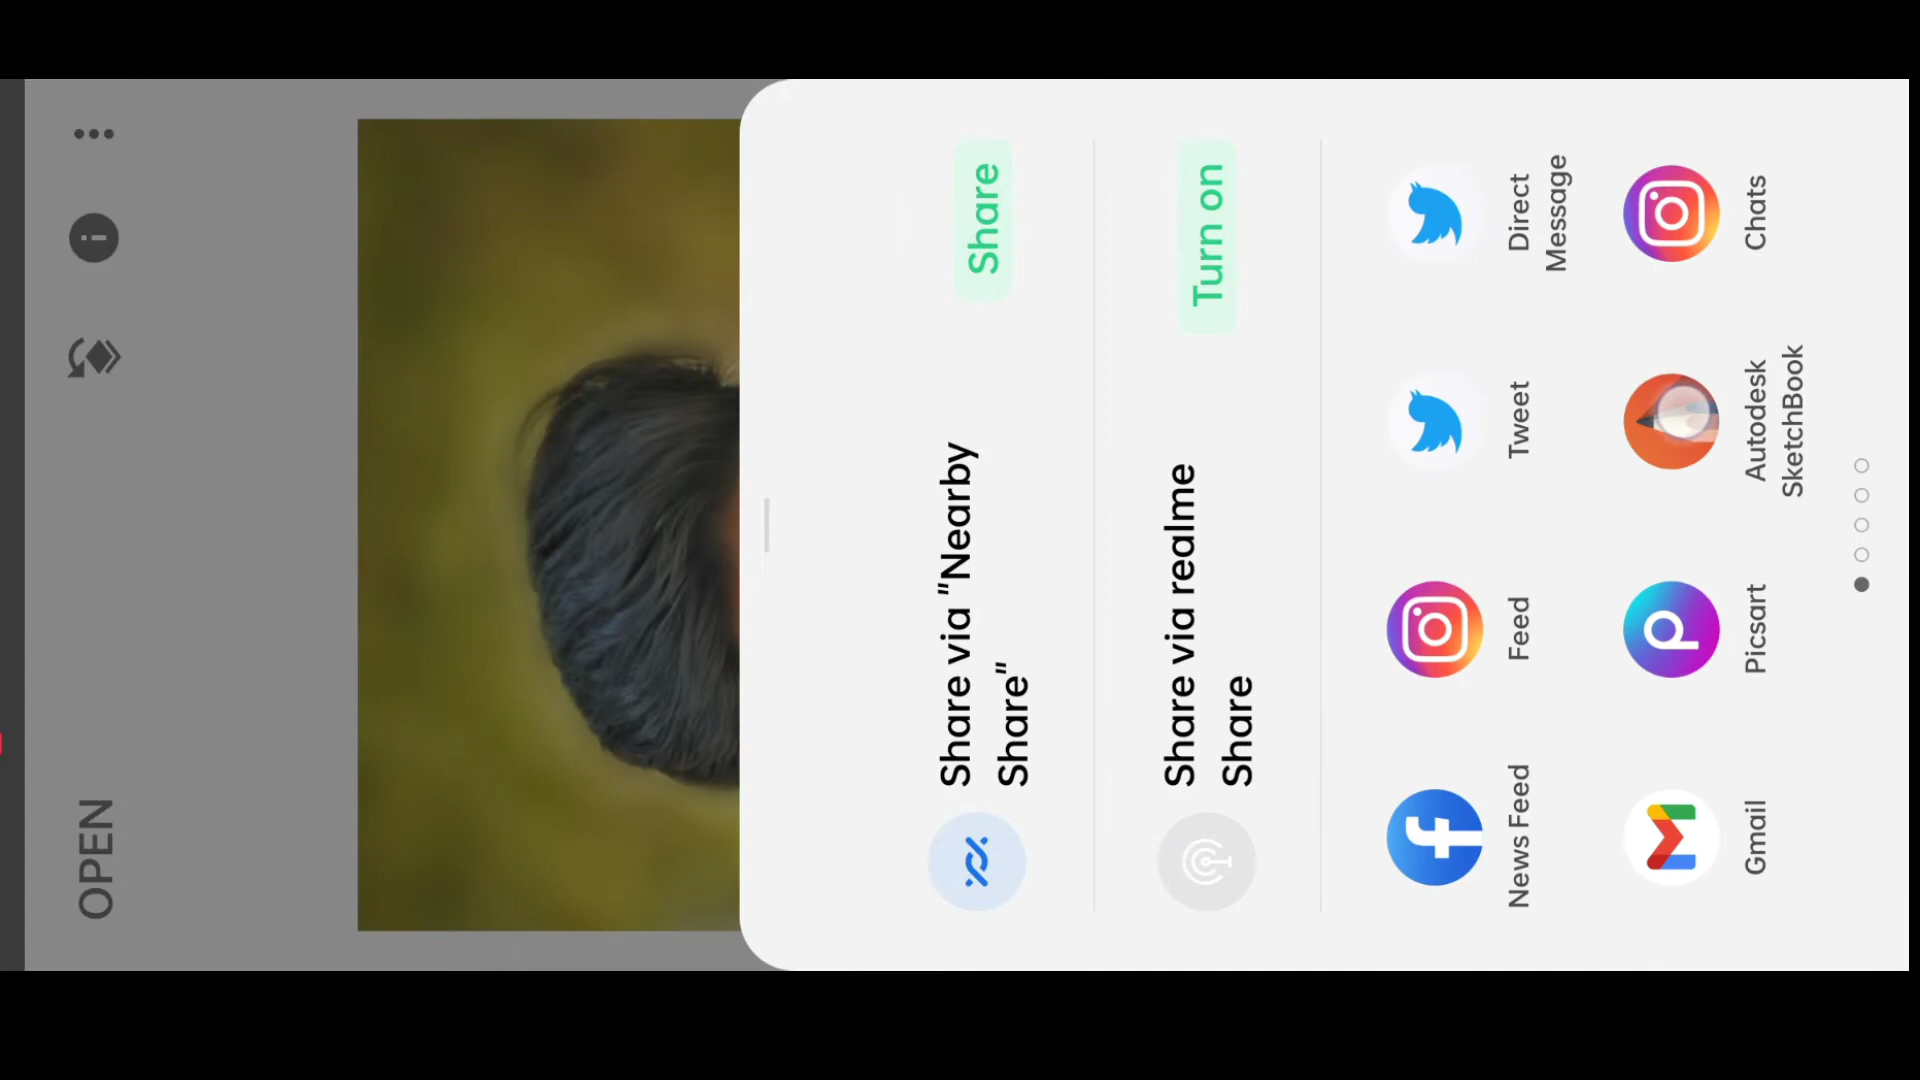 OPEN
Share via "Nearby
Share"
Share
Share via realme
Share
Turn on
News Feed
Feed
Tweet
Direct
Message
Gmail
Picsart
Autodesk
SketchBook
Chats